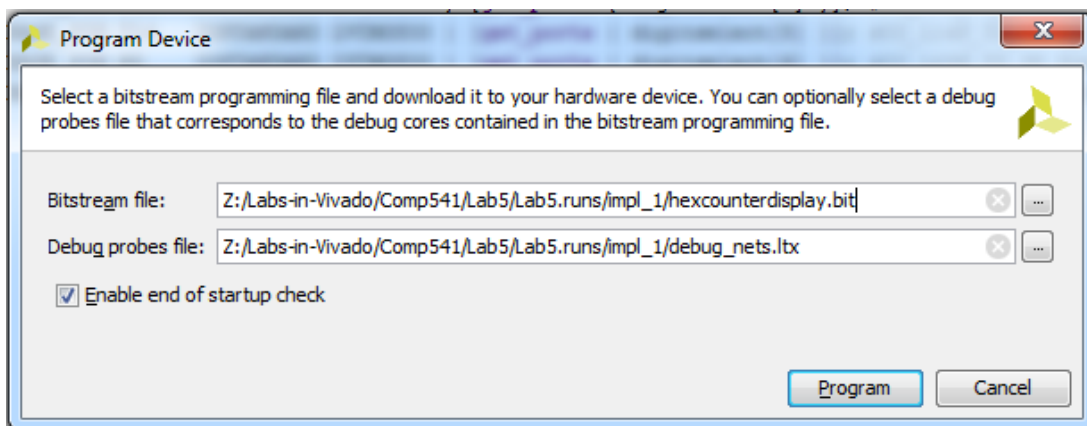 Program Device
Select a bitstream programming file and download it to your hardware device. You can optionally select a debug
probes file that corresponds to the debug cores contained in the bitstream programming file.
Bitstream file: Z:/Labs-in-Vivado/Comp541/Lab5/Lab5.runs/impl_1/hexcounterdisplay.bit ...
Debug probes file: Z:/Labs-in-Vivado/Comp541/Lab5/Lab5.runs/impl_1/debug_nets.ltx ...
Enable end of startup check
Program Cancel